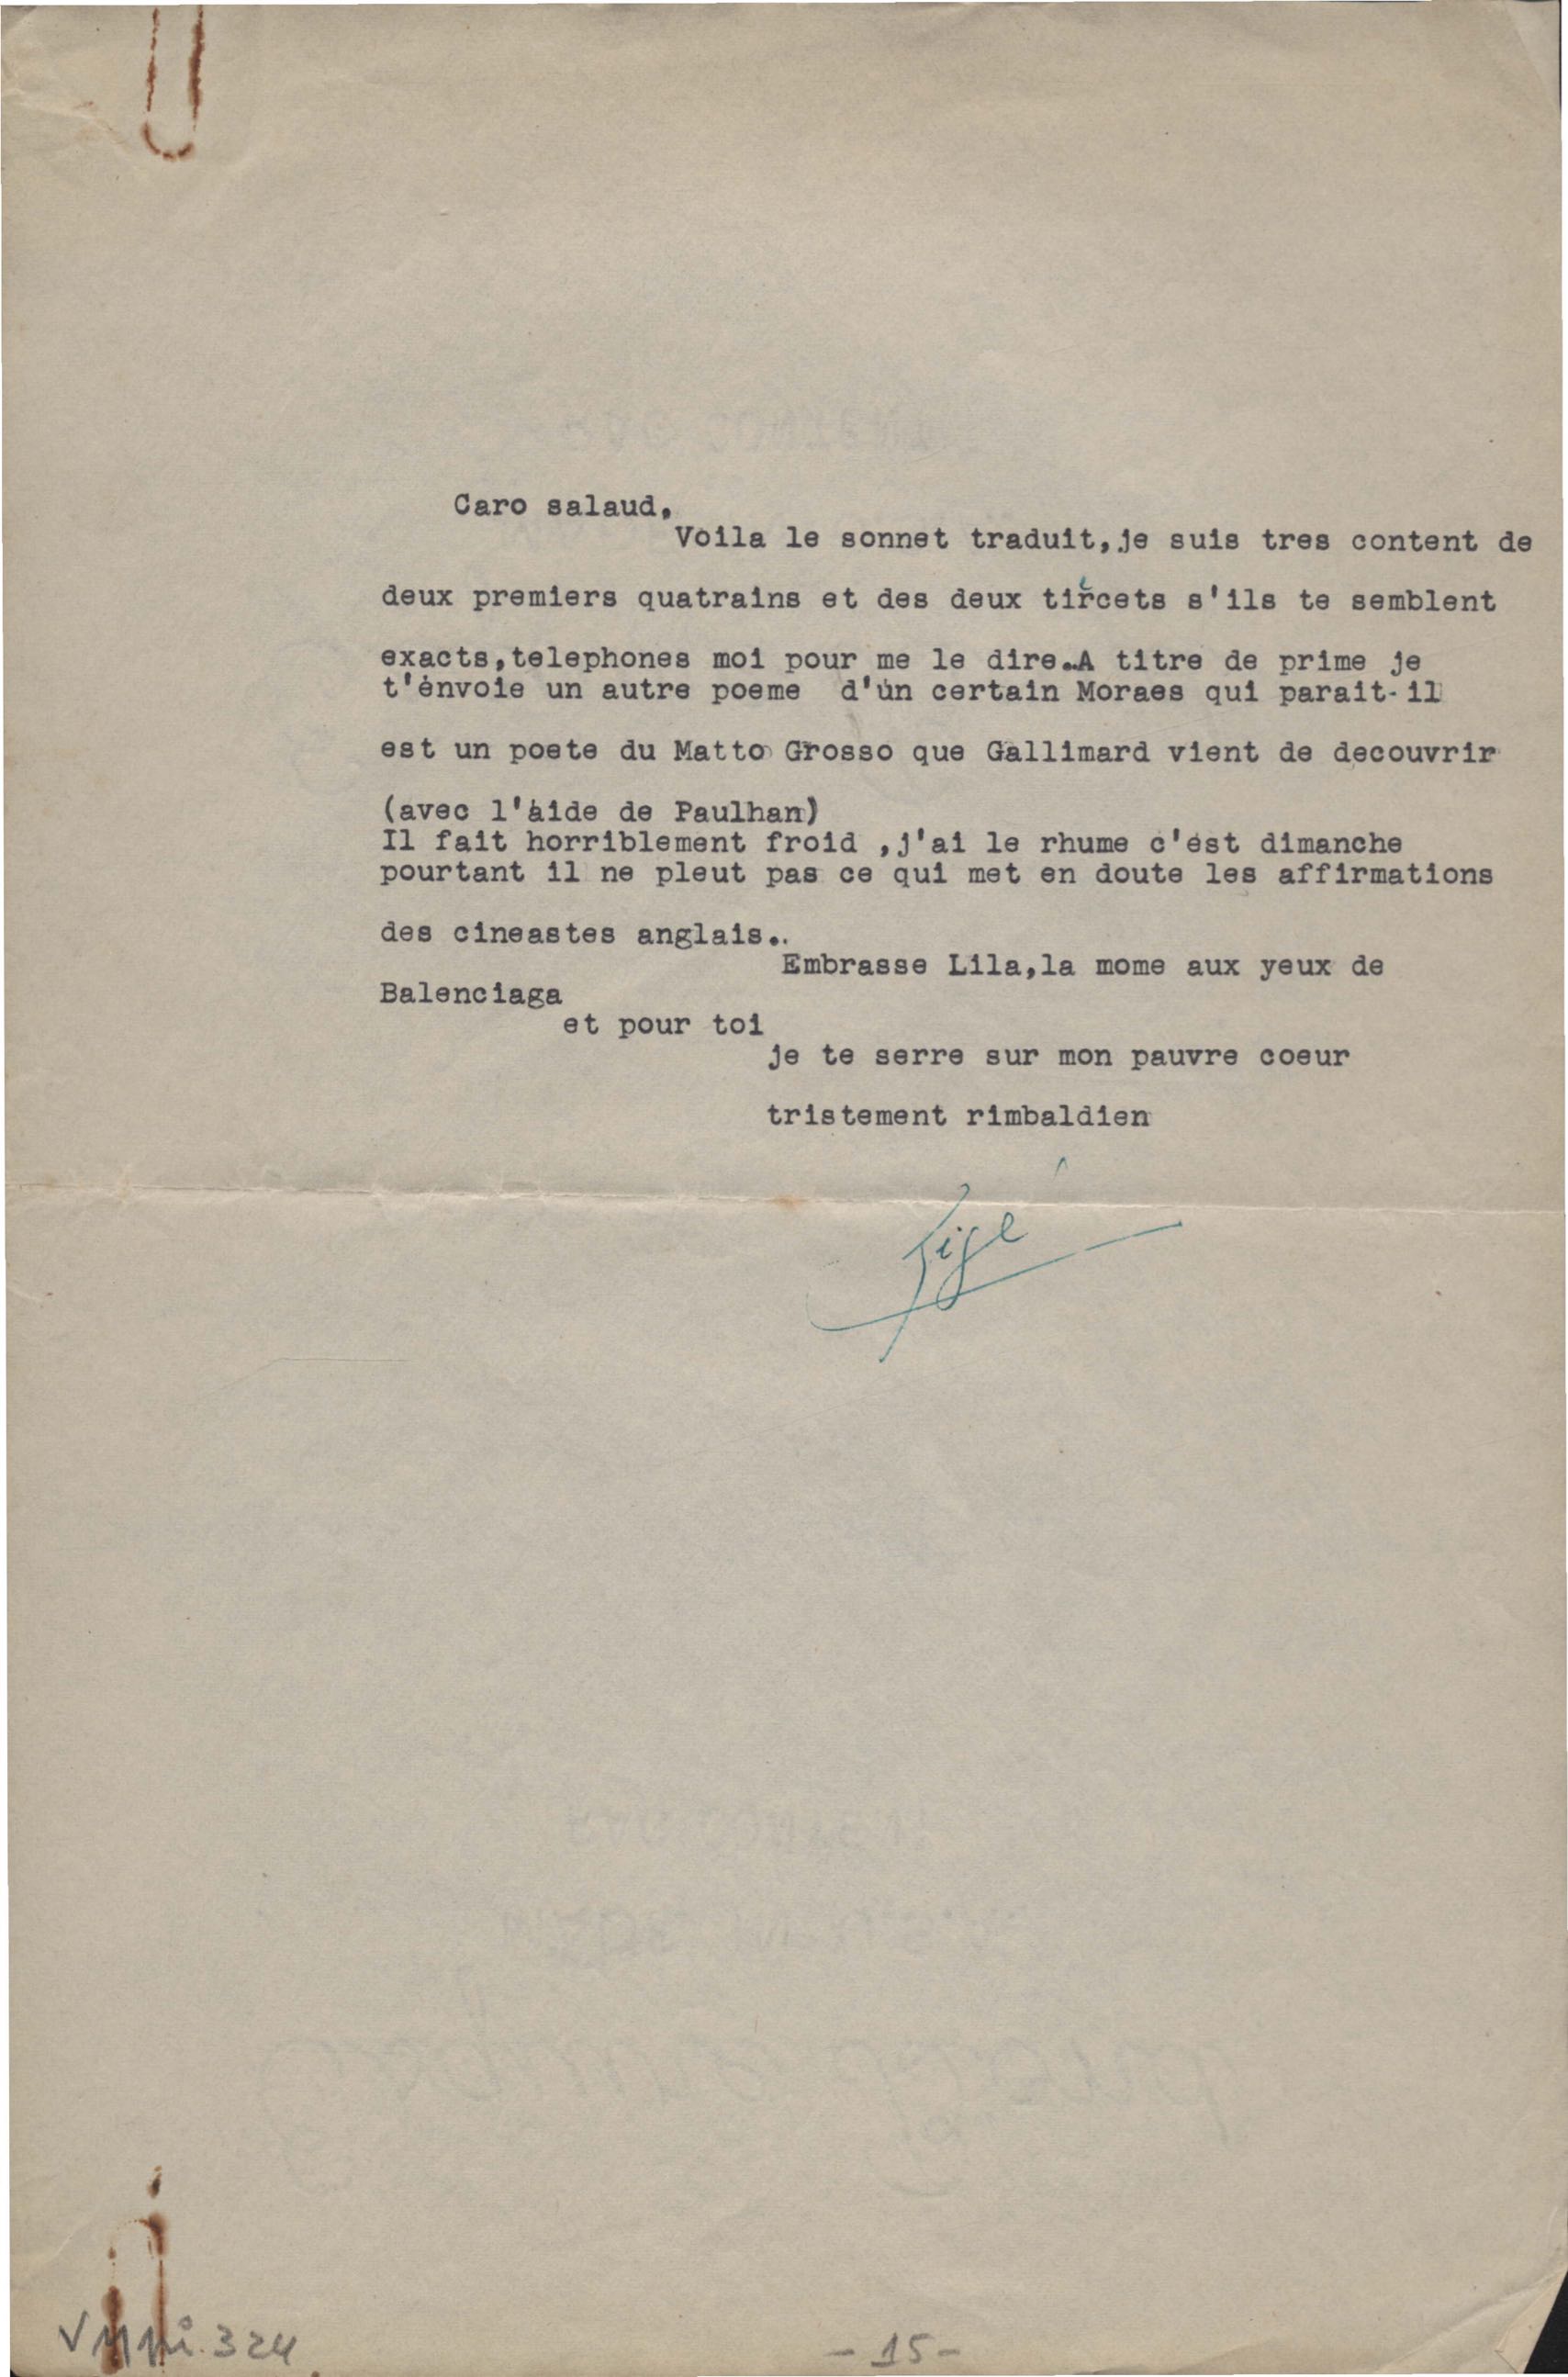 Caro salaud,
Voila le sonnet traduit, je suis tres content de
deux premiers quatrains et des deux tircets s'ils te semblent
exacts, telephones moi pour me le dire..A titre de prime je
t'envoie un autre poeme d'un certain Moraes qui parait-il
est un poete du Matto Grosso que Gallimard vient de decouvrir
(avec l'aide de Paulhan)
Il fait horriblement froid ,j'ai le rhume c'est dimanche
pourtant il ne pleut pas ce qui met en doute les affirmations
des cineastes anglais..
Embrasse Lila,la mome aux yeux de
Balenciaga
et pour toi
je te serre sur mon pauvre coeur
tristement rimbaldien
324
- 15 -